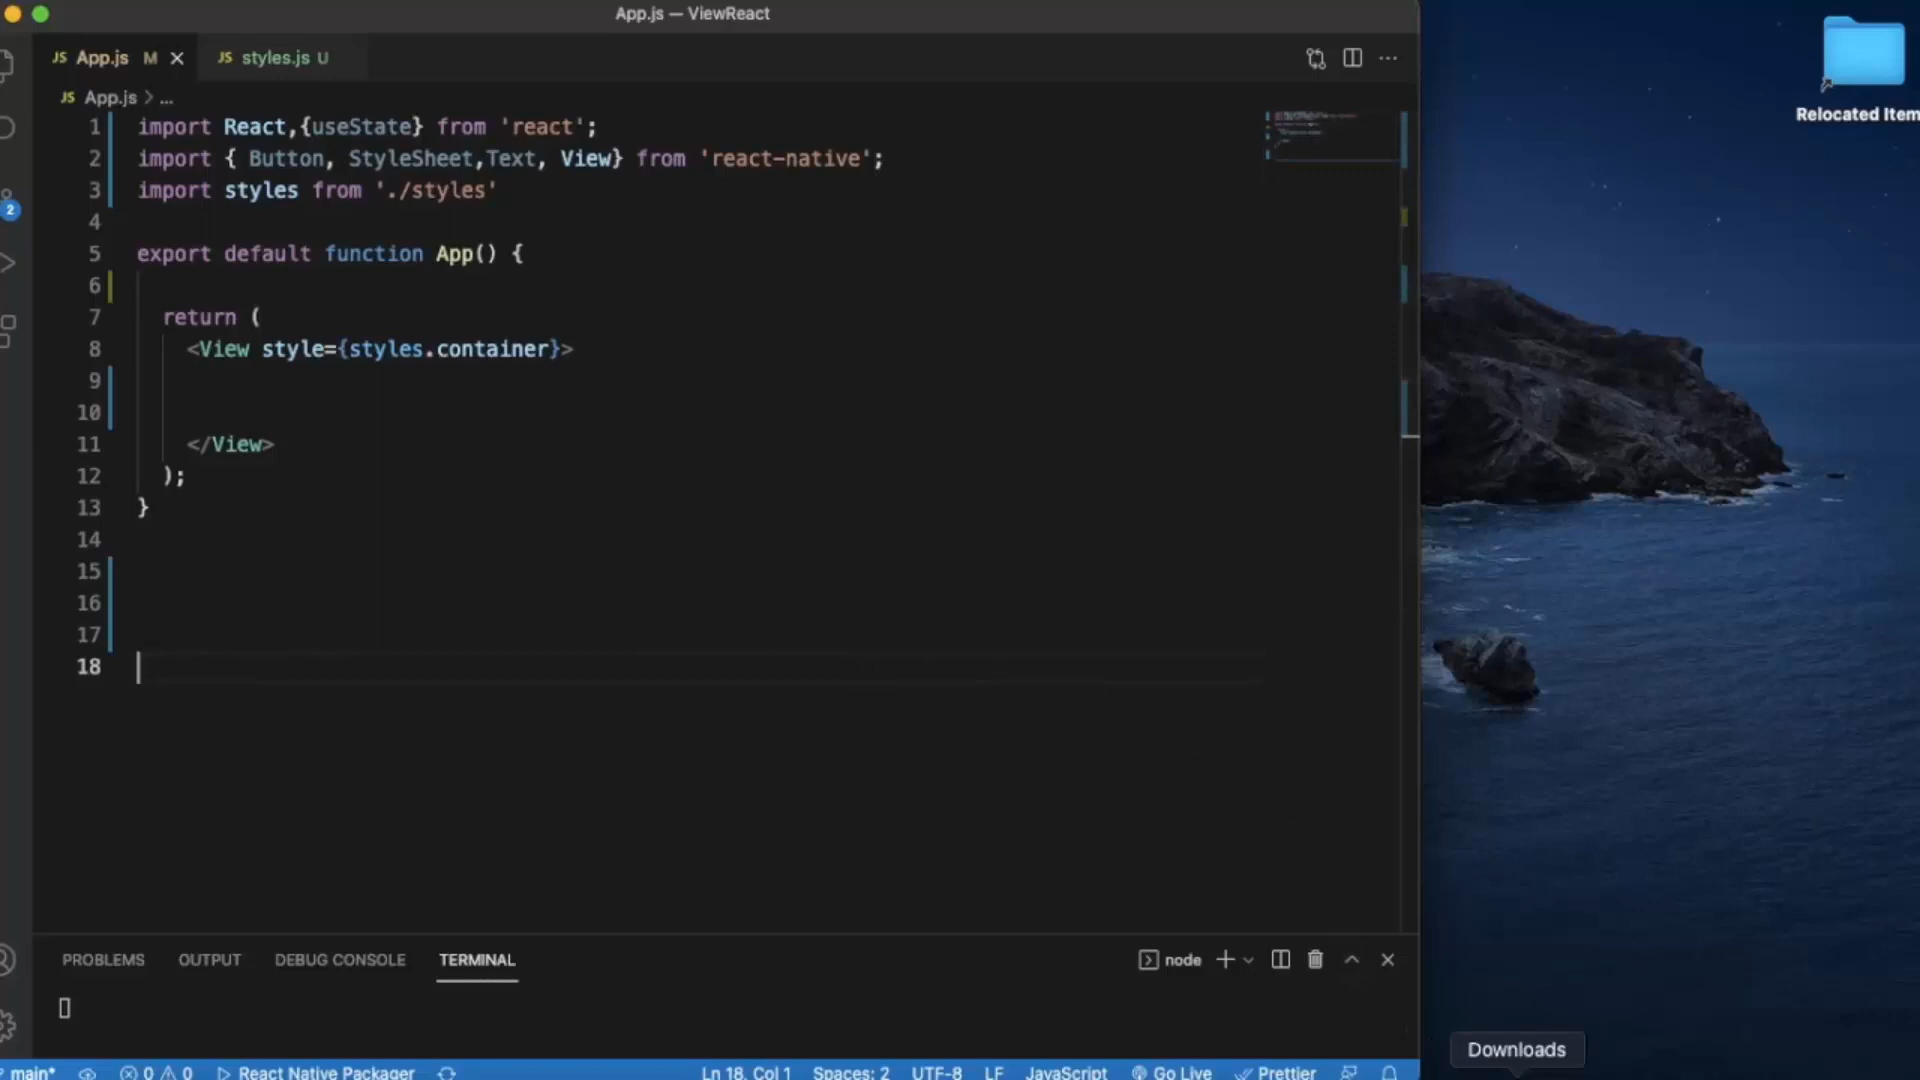 App.js — ViewReact
JS App.js M
JS styles.js U
JS App.js > ...
1 import React,{useState} from 'react';
2 import { Button, StyleSheet,Text, View} from 'react-native';
3 import styles from './styles'
4
5 export default function App() {
6
7 return (
8 <View style={styles.container}>
9
10
11 </View>
12 );
13 }
14
15
16
17
18
2
PROBLEMS OUTPUT DEBUG CONSOLE TERMINAL
node
main* 0 0 React Native Packager
Ln 18, Col 1 Spaces: 2 UTF-8 LF JavaScript Go Live Prettier
Relocated Item
Downloads